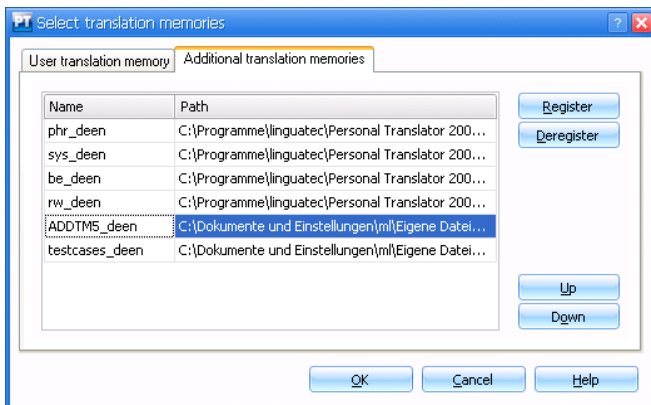 PT Select translation memories
User translation memory Additional translation memories
Name Path
phr_deen C:\Programme\linguatec\Personal Translator 200...
sys_deen C:\Programme\linguatec\Personal Translator 200...
be_deen C:\Programme\linguatec\Personal Translator 200...
rw_deen C:\Programme\linguatec\Personal Translator 200...
ADDTM5_deen C:\Dokumente und Einstellungen\ml\Eigene Datei...
testcases_deen C:\Dokumente und Einstellungen\ml\Eigene Datei...
Register
Deregister
Up
Down
OK Cancel Help